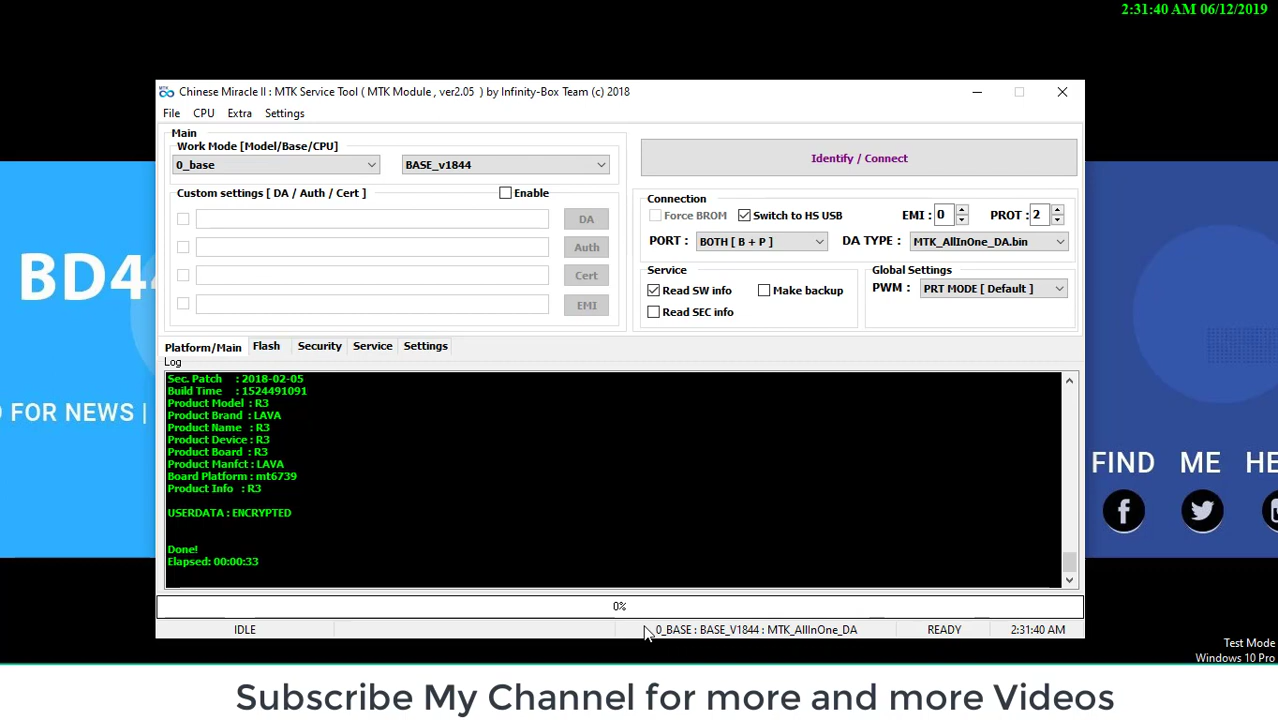 2:31:40 AM 06/12/2019
Chinese Miracle II : MTK Service Tool ( MTK Module , ver2.05 ) by Infinity-Box Team (c) 2018
File CPU Extra Settings
Main
Work Mode [Model/Base/CPU]
0_base BASE_v1844
Identify / Connect
Custom settings [ DA / Auth / Cert ] Enable
DA
Auth
Cert
EMI
Connection
Force BROM Switch to HS USB EMI : 0 PROT : 2
PORT : BOTH [ B + P ] DA TYPE : MTK_AllInOne_DA.bin
Service
Read SW info Make backup
Read SEC info
Global Settings
PWM : PRT MODE [ Default ]
Platform/Main Flash Security Service Settings
Log
Sec. Patch : 2018-02-05
Build Time : 1524491091
Product Model : R3
Product Brand : LAVA
Product Name : R3
Product Device : R3
Product Board : R3
Product Manfct : LAVA
Board Platform : mt6739
Product Info : R3
USERDATA : ENCRYPTED
Done!
Elapsed: 00:00:33
0%
IDLE 0_BASE : BASE_V1844 : MTK_AllInOne_DA READY 2:31:40 AM
BD4
FOR NEWS |
FIND ME HE
Test Mode
Windows 10 Pro
Subscribe My Channel for more and more Videos